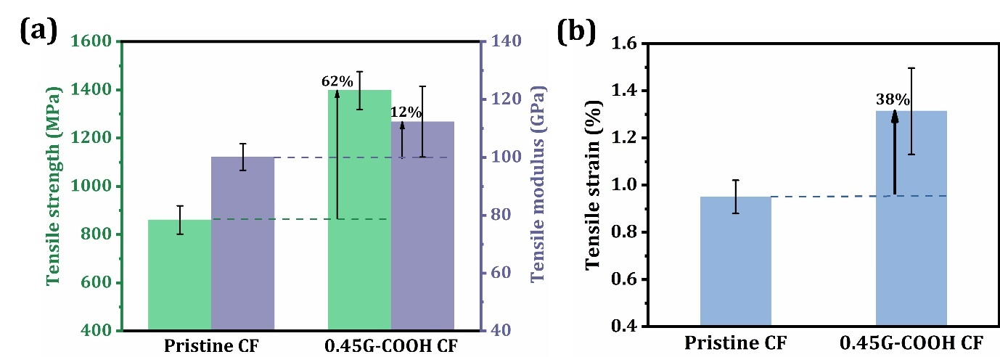 (a)
Tensile strength (MPa)
1600
1400
1200
1000
800
600
400
62%
12%
Pristine CF
0.45G-COOH CF
140
120
100
80
60
40
Tensile modulus (GPa)
(b)
Tensile strain (%)
1.6
1.4
1.2
1.0
0.8
0.6
0.4
38%
Pristine CF
0.45G-COOH CF